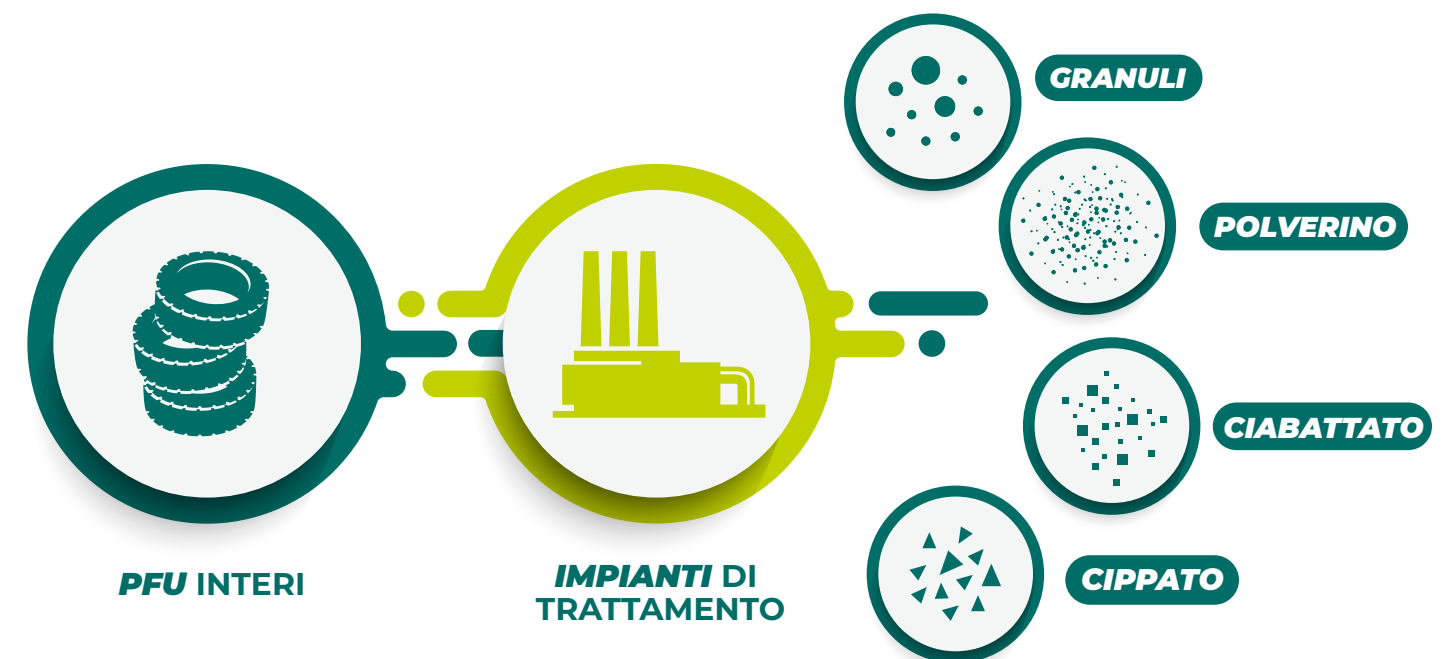 PFU INTERI
IMPIANTI DI
TRATTAMENTO
GRANULI
POLVERINO
CIABATTATO
CIPPATO